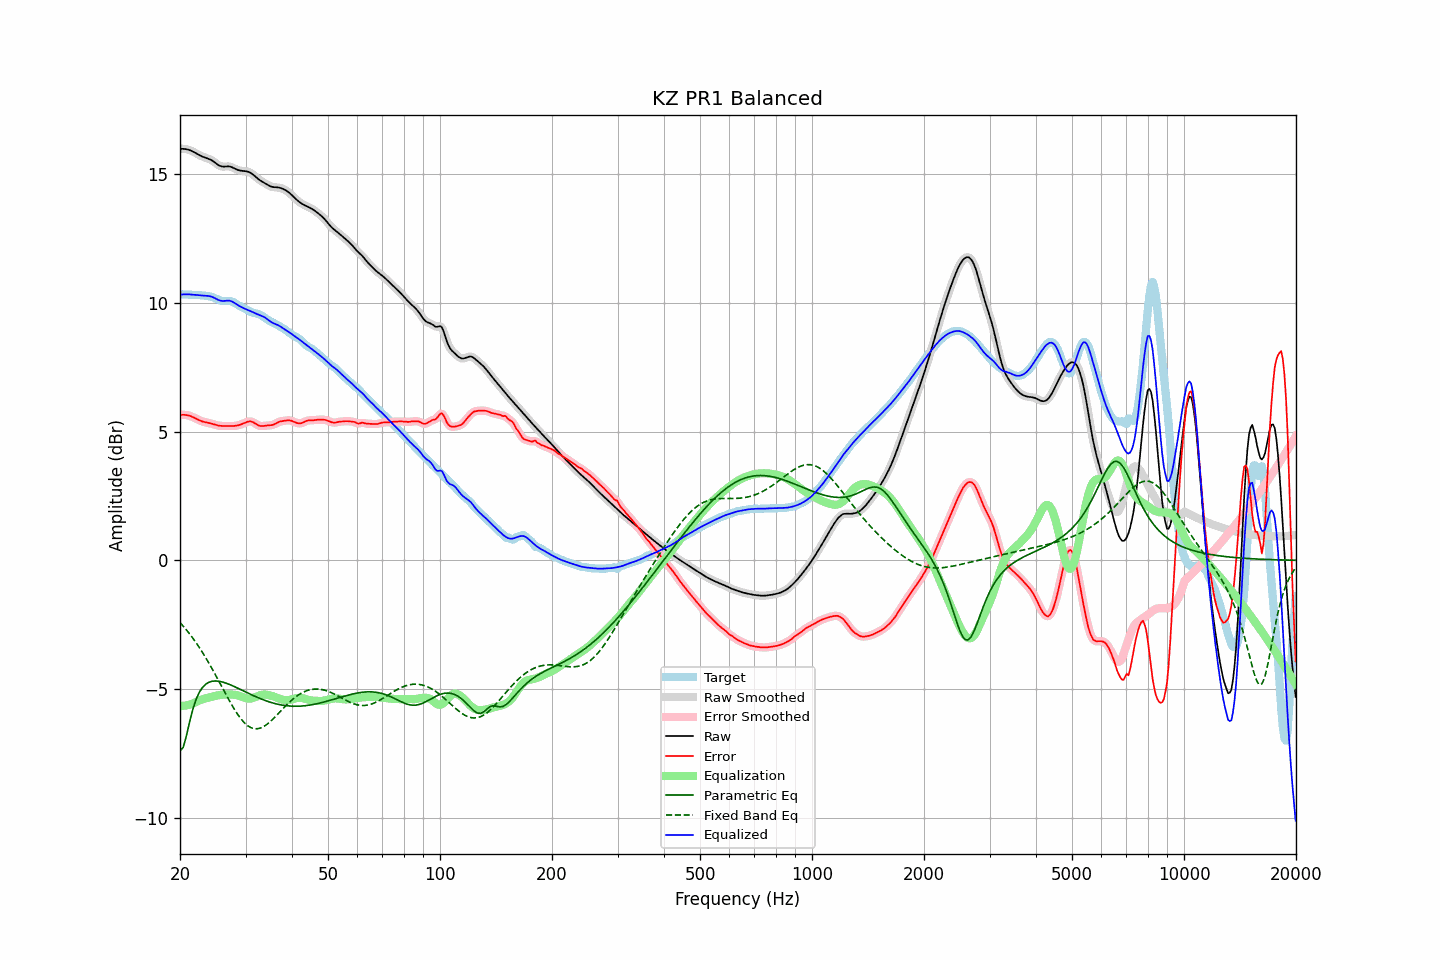 KZ PR1 Balanced
Amplitude (dBr)
15
10
5
0
−5
−10
20
50
100
200
500
1000
2000
5000
10000
20000
Frequency (Hz)
Target
Raw Smoothed
Error Smoothed
Raw
Error
Equalization
Parametric Eq
Fixed Band Eq
Equalized